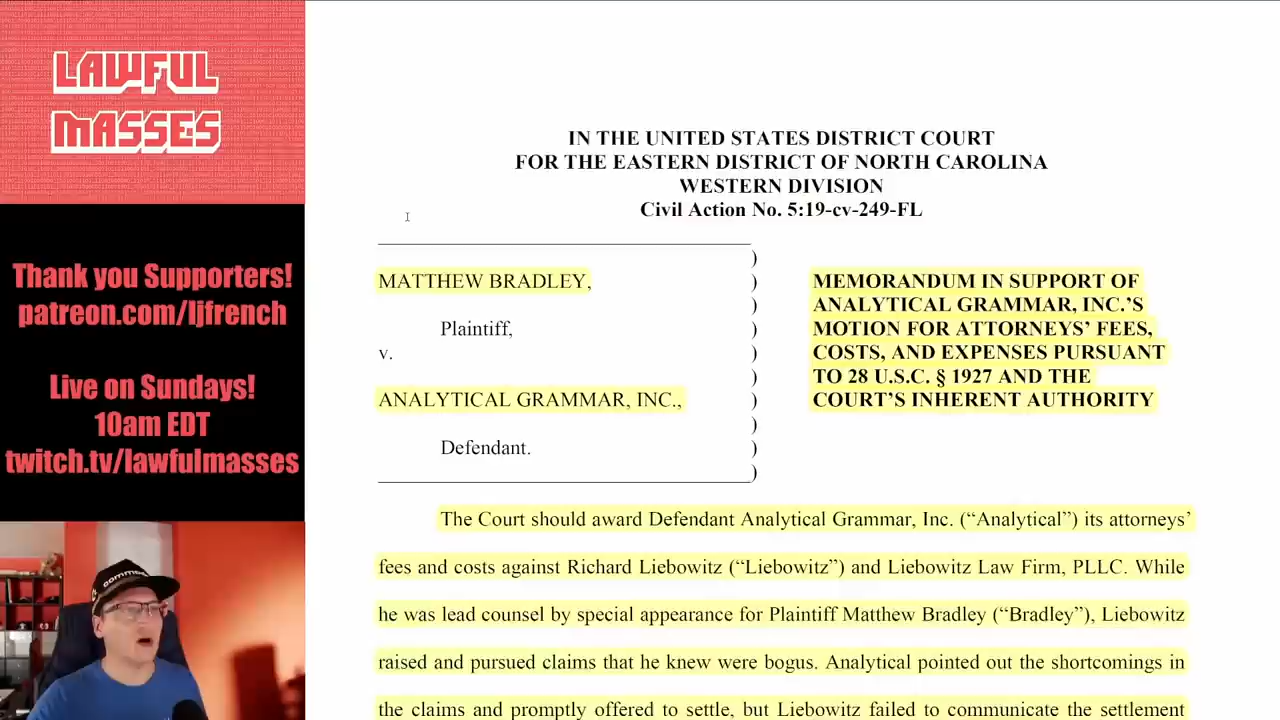 LAWFUL
MASSES
Thank you Supporters!
patreon.com/ljfrench
Live on Sundays!
10am EDT
twitch.tv/lawfulmasses
IN THE UNITED STATES DISTRICT COURT
FOR THE EASTERN DISTRICT OF NORTH CAROLINA
WESTERN DIVISION
Civil Action No. 5:19-cv-249-FL
MATTHEW BRADLEY,
Plaintiff,
v.
ANALYTICAL GRAMMAR, INC.,
Defendant.
)
)
)
)
)
)
)
)
)
)
MEMORANDUM IN SUPPORT OF
ANALYTICAL GRAMMAR, INC.’S
MOTION FOR ATTORNEYS’ FEES,
COSTS, AND EXPENSES PURSUANT
TO 28 U.S.C. § 1927 AND THE
COURT’S INHERENT AUTHORITY
The Court should award Defendant Analytical Grammar, Inc. (“Analytical”) its attorneys’
fees and costs against Richard Liebowitz (“Liebowitz”) and Liebowitz Law Firm, PLLC. While
he was lead counsel by special appearance for Plaintiff Matthew Bradley (“Bradley”), Liebowitz
raised and pursued claims that he knew were bogus. Analytical pointed out the shortcomings in
the claims and promptly offered to settle, but Liebowitz failed to communicate the settlement